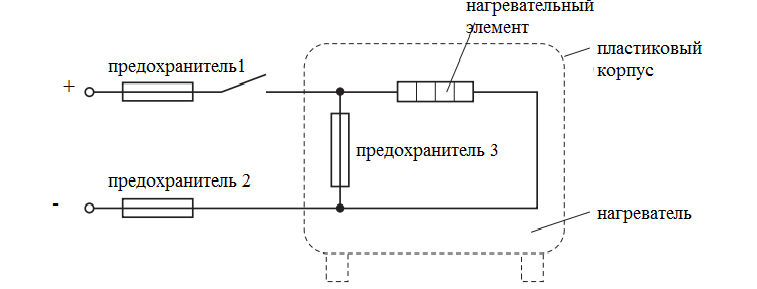 нагревательный
элемент
пластиковый
корпус
предохранитель1
+
предохранитель 3
предохранитель 2
-
нагреватель